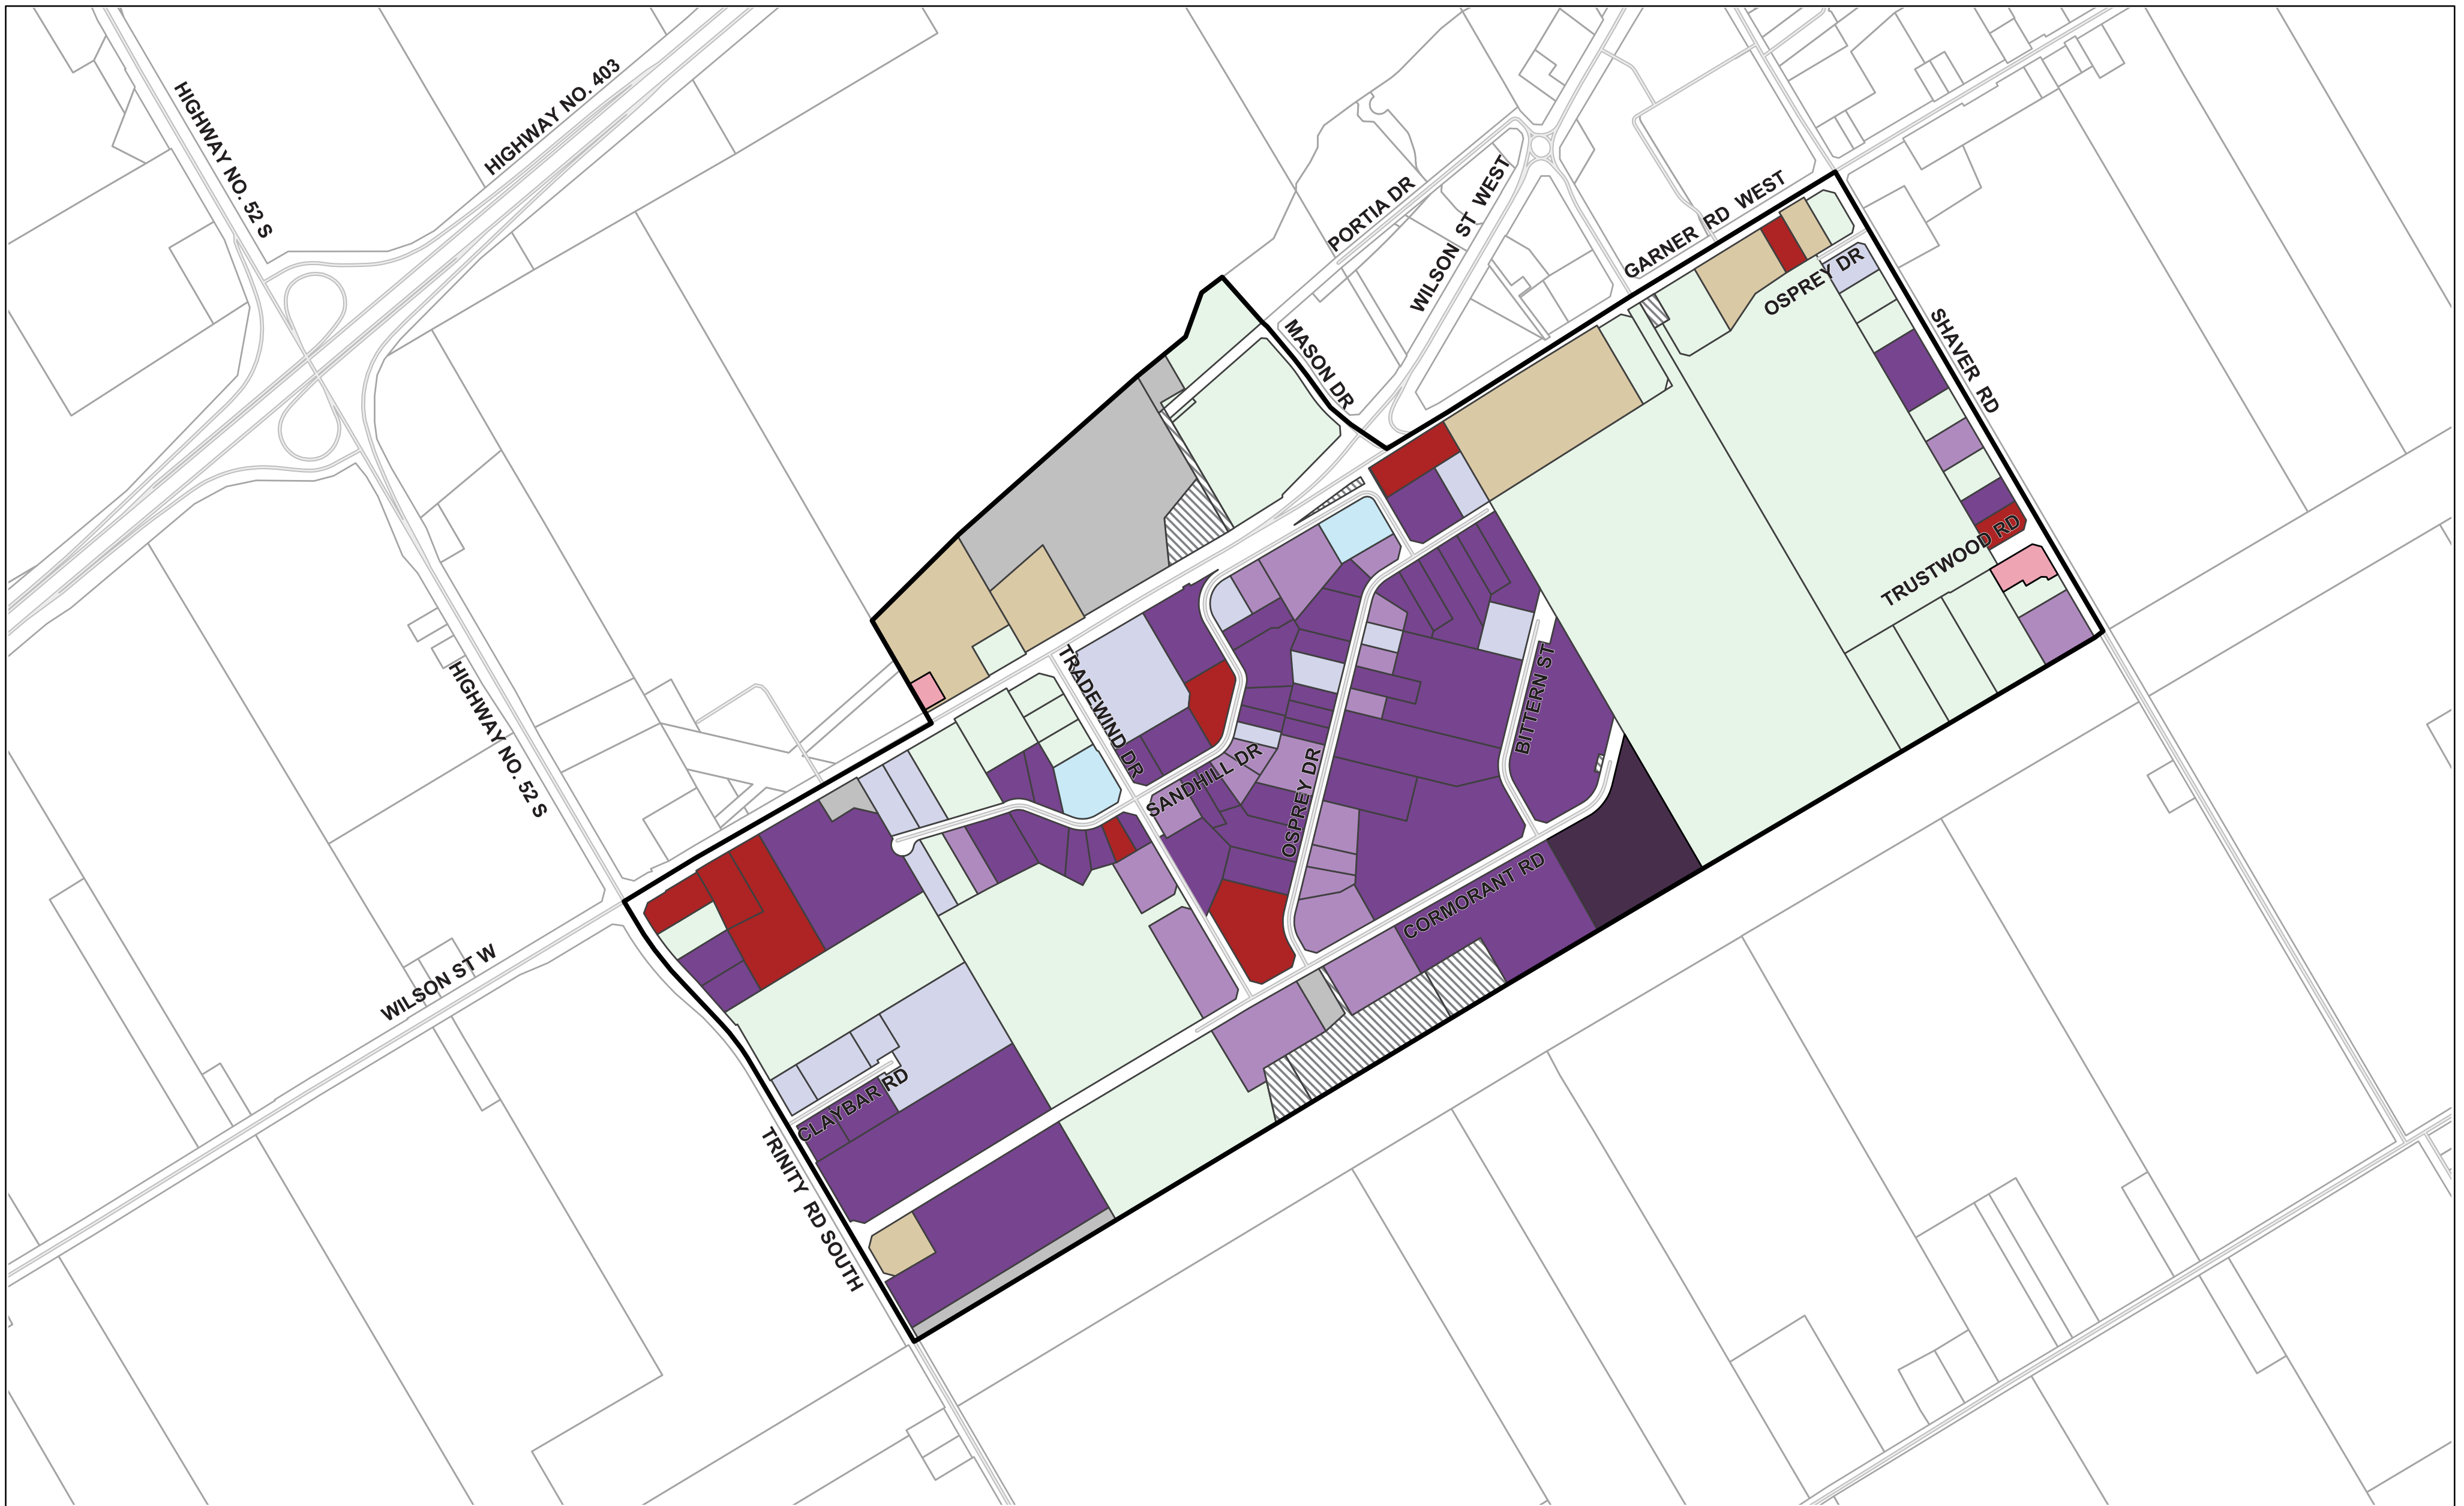 HIGHWAY NO. 403
HIGHWAY NO. 52 S
PORTIA DR
WILSON ST WEST
GARNER RD WEST
OSPREY DR
MASON DR
SHAVER RD
TRUSTWOOD RD
HIGHWAY NO. 52 S
TRADEWIND DR
BITTERN ST
SANDHILL DR
OSPREY DR
CORMORANT RD
WILSON ST W
CLAYBAR RD
TRINITY RD SOUTH